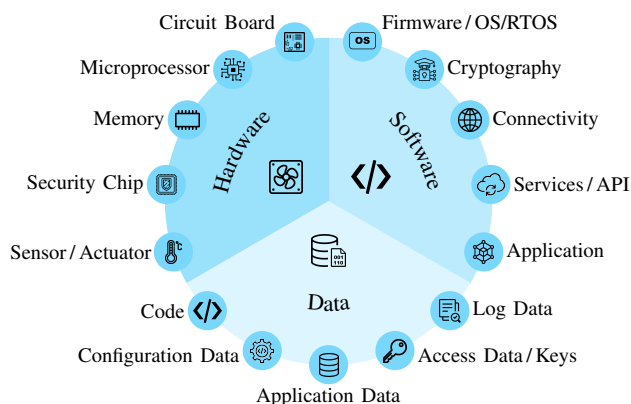 Circuit Board
Firmware / OS/RTOS
OS
Microprocessor
Cryptography
Memory
Connectivity
Hardware
Software
Security Chip
Services / API
Sensor / Actuator
°C
Application
001
110
Data
Code
Log Data
Configuration Data
Access Data / Keys
Application Data